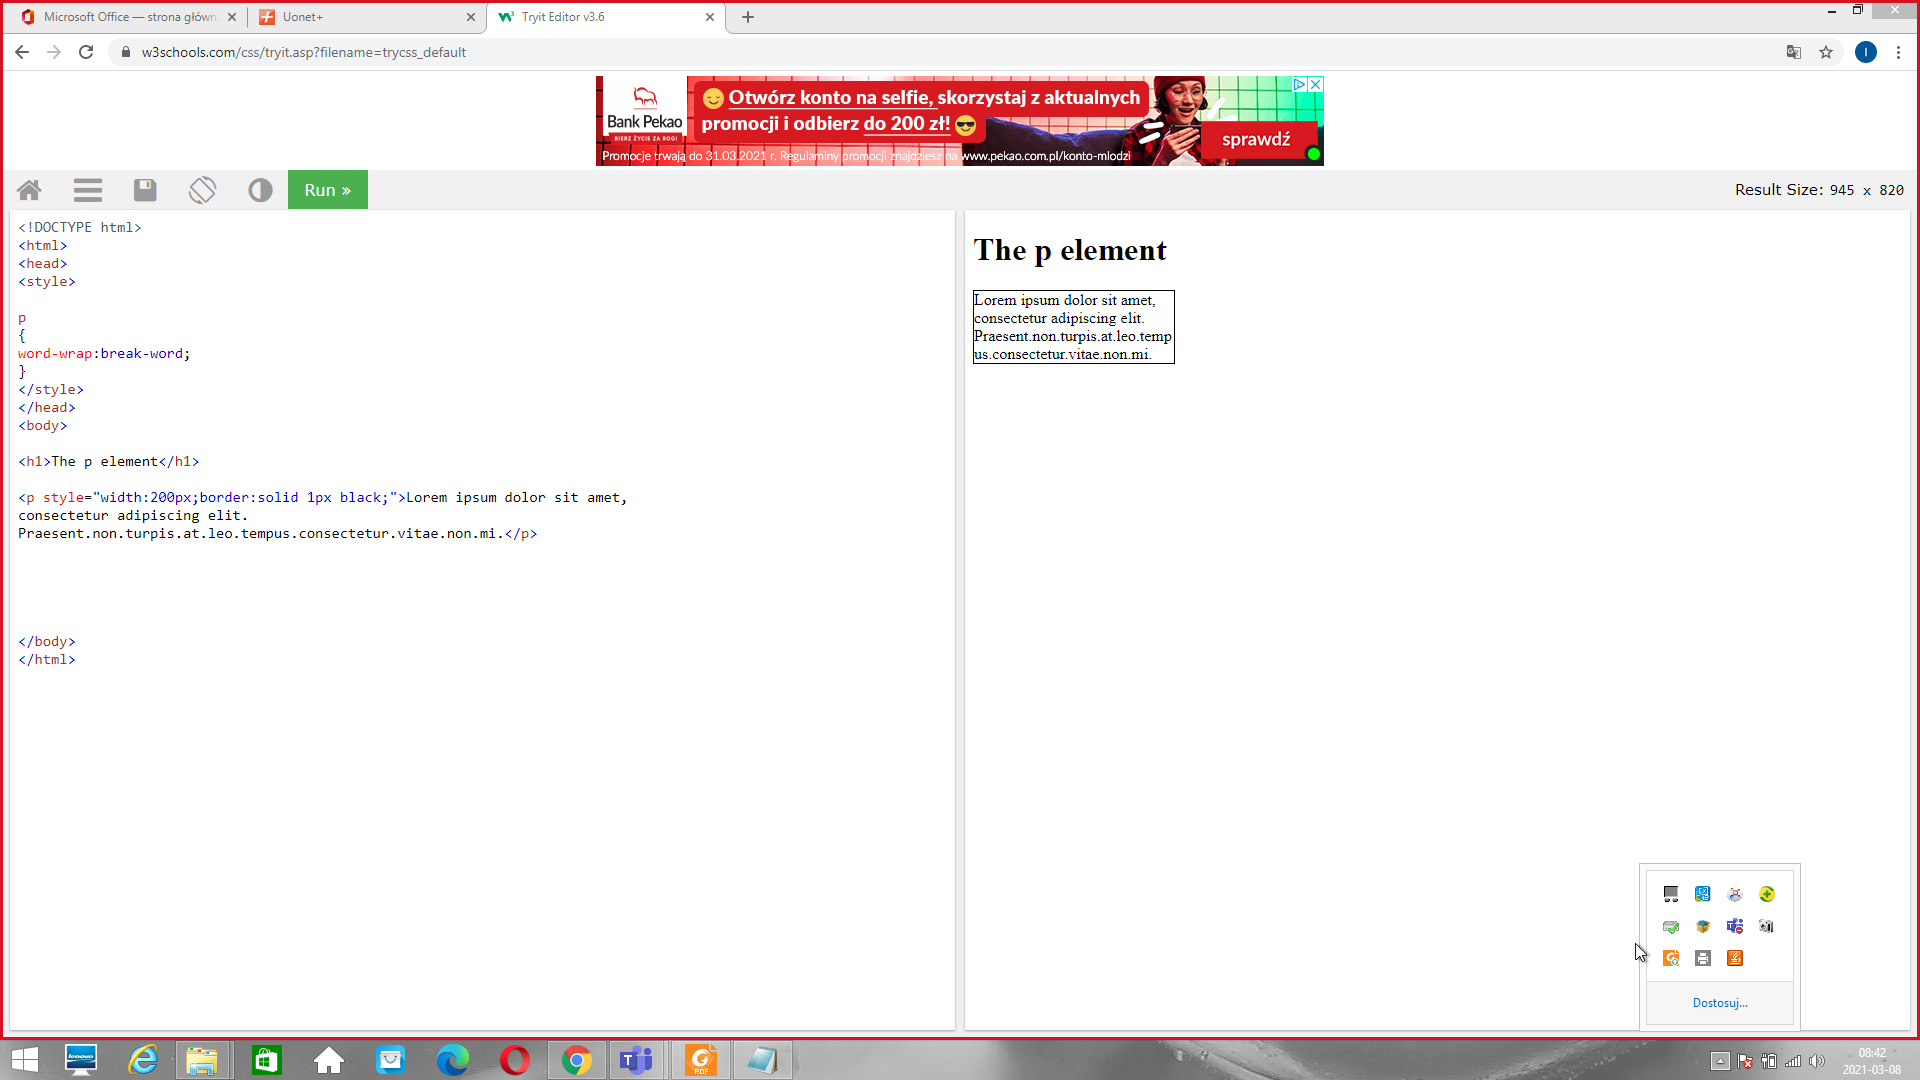 Microsoft Office — strona główn
Uonet+
Tryit Editor v3.6
w3schools.com/css/tryit.asp?filename=trycss_default
I
Bank Pekao
BIERZ ŻYCIE ZA ROGI
Otwórz konto na selfie, skorzystaj z aktualnych
promocji i odbierz do 200 zł!
sprawdź
Promocje trwają do 31.03.2021 r. Regulaminy promocji znajdziesz na www.pekao.com.pl/konto-mlodzi
Run »
Result Size: 945 x 820
<!DOCTYPE html>
<html>
<head>
<style>
p
{
word-wrap:break-word;
}
</style>
</head>
<body>
<h1>The p element</h1>
<p style="width:200px;border:solid 1px black;">Lorem ipsum dolor sit amet,
consectetur adipiscing elit.
Praesent.non.turpis.at.leo.tempus.consectetur.vitae.non.mi.</p>
</body>
</html>
The p element
Lorem ipsum dolor sit amet,
consectetur adipiscing elit.
Praesent.non.turpis.at.leo.temp
us.consectetur.vitae.non.mi.
Dostosuj...
lenovo
PDF
08:42
2021-03-08